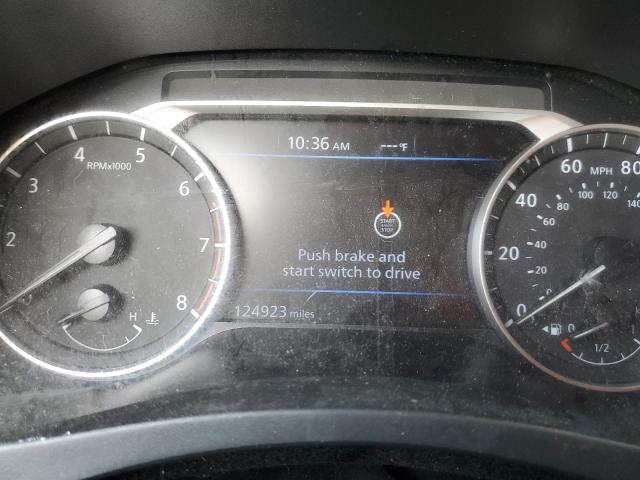 10:36 AM ---°F
START
STOP
Push brake and
start switch to drive
124923 miles
RPMx1000
2 3 4 5 6 7 8
H
MPH
0 20 40 60 80
0 20 40 60 80 100 120 140
0 1/2